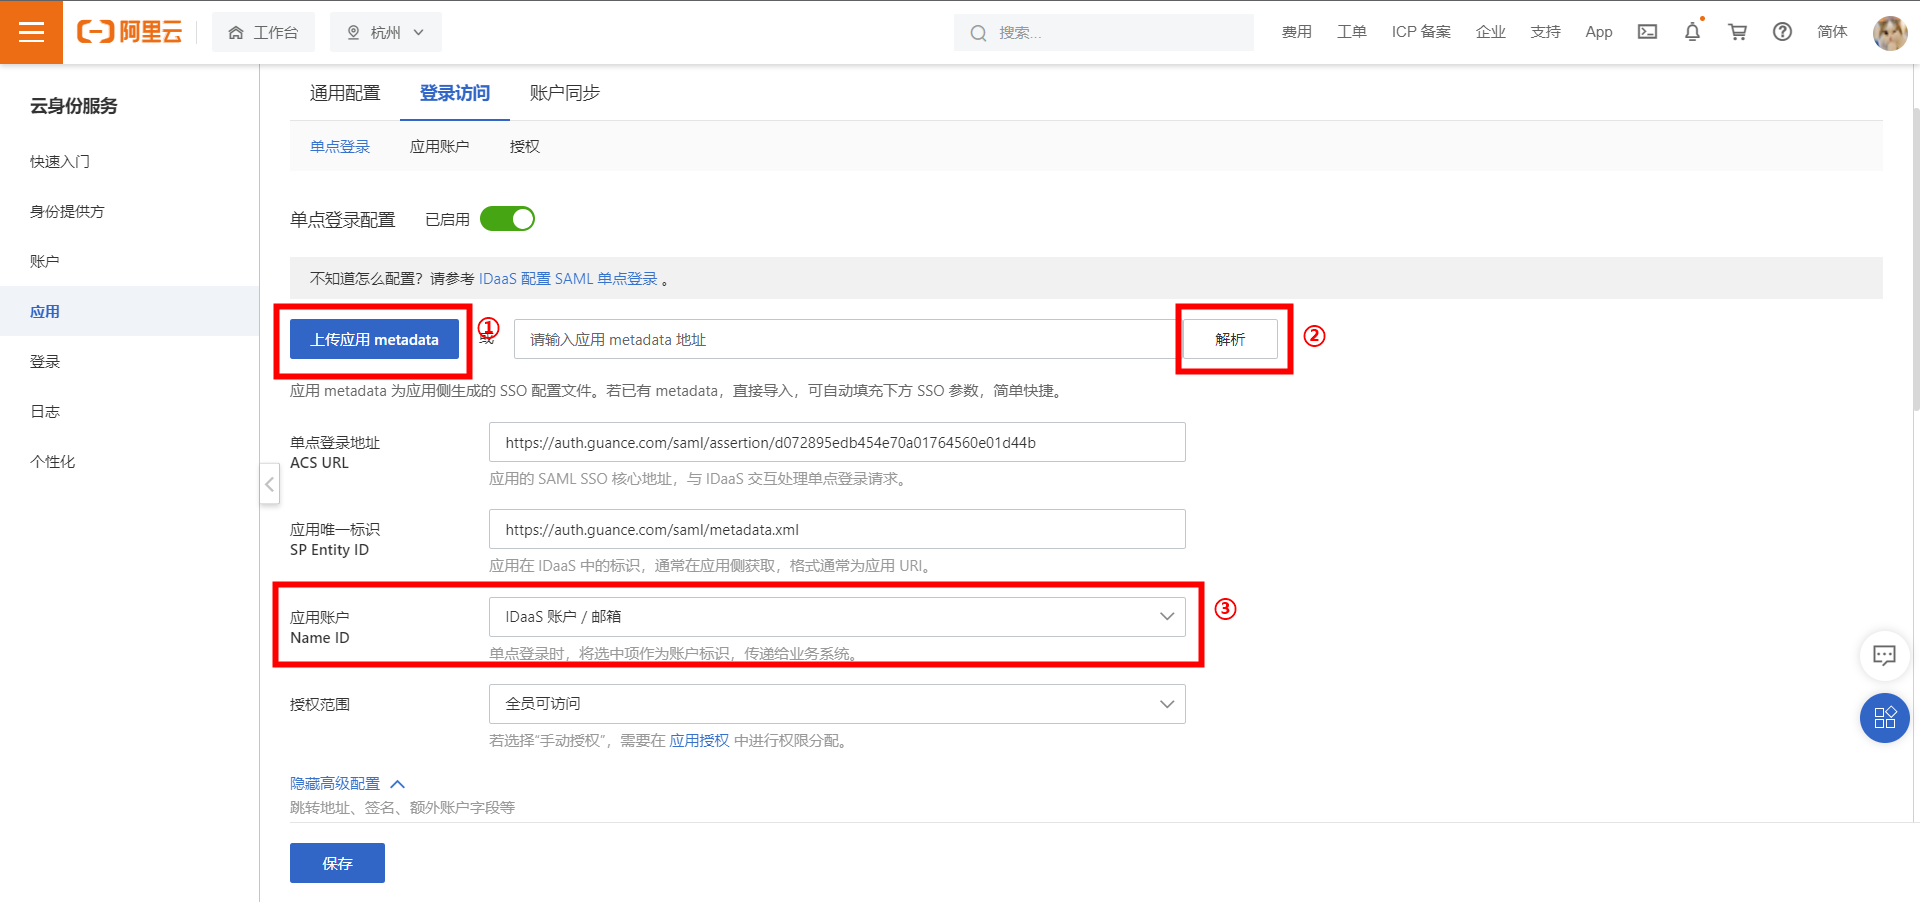 阿里云
工作台
杭州
搜索...
费用
工单
ICP 备案
企业
支持
App
简体
云身份服务
快速入门
身份提供方
账户
应用
登录
日志
个性化
通用配置
登录访问
账户同步
单点登录
应用账户
授权
单点登录配置
已启用
不知道怎么配置？请参考 IDaaS 配置 SAML 单点登录 。
上传应用 metadata
①
或
请输入应用 metadata 地址
解析
②
应用 metadata 为应用侧生成的 SSO 配置文件。若已有 metadata，直接导入，可自动填充下方 SSO 参数，简单快捷。
单点登录地址
ACS URL
https://auth.guance.com/saml/assertion/d072895edb454e70a01764560e01d44b
应用的 SAML SSO 核心地址，与 IDaaS 交互处理单点登录请求。
应用唯一标识
SP Entity ID
https://auth.guance.com/saml/metadata.xml
应用在 IDaaS 中的标识，通常在应用侧获取，格式通常为应用 URI。
应用账户
Name ID
IDaaS 账户 / 邮箱
③
单点登录时，将选中项作为账户标识，传递给业务系统。
授权范围
全员可访问
若选择“手动授权”，需要在 应用授权 中进行权限分配。
隐藏高级配置
跳转地址、签名、额外账户字段等
保存